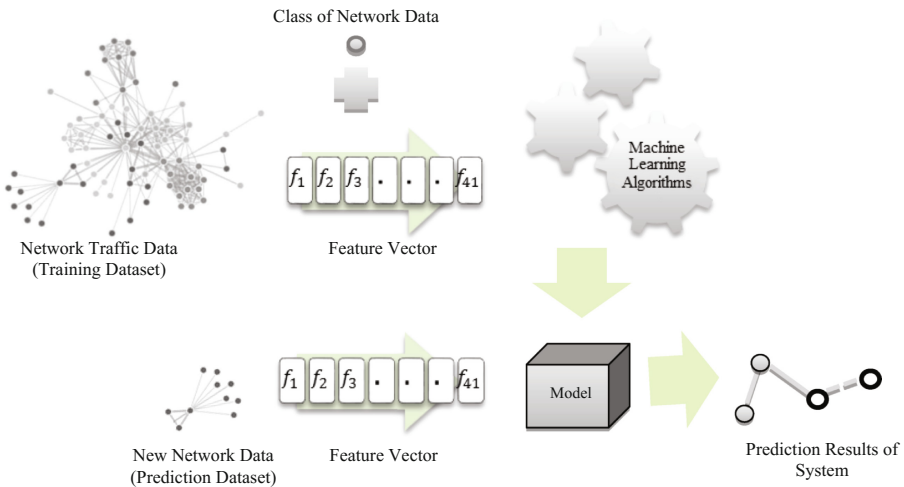 Class of Network Data
Machine
Learning
Algorithms
f1 f2 f3 . . . f41
Network Traffic Data
(Training Dataset)
Feature Vector
f1 f2 f3 . . . f41
Model
New Network Data
(Prediction Dataset)
Feature Vector
Prediction Results of
System